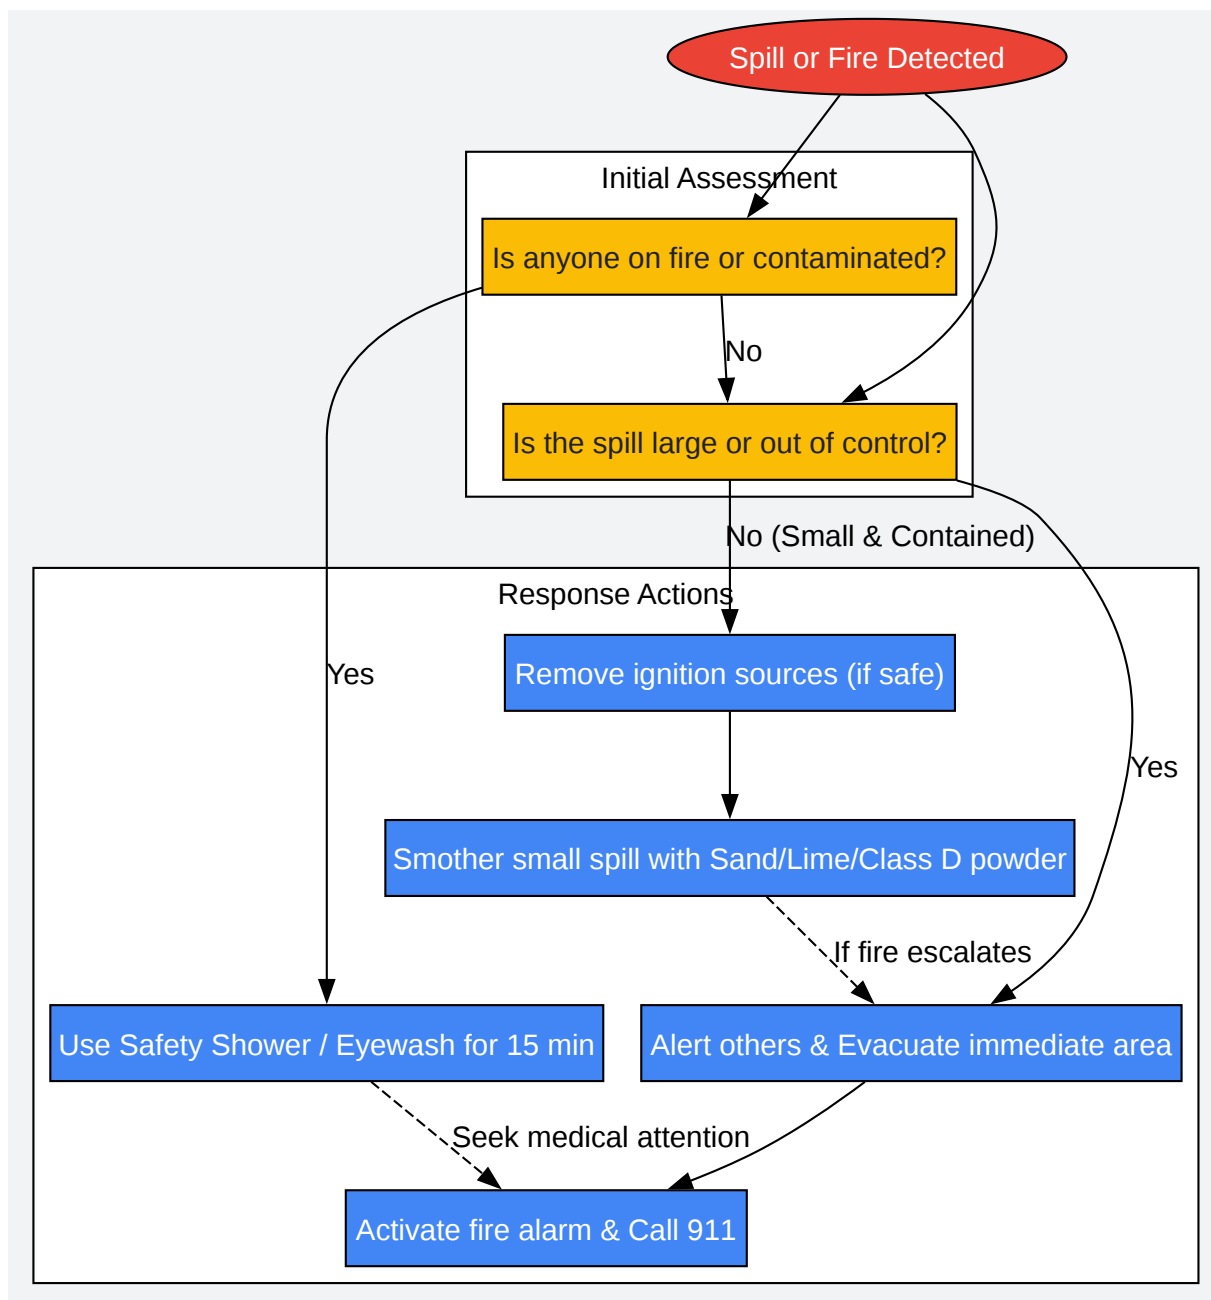 Spill or Fire Detected
Initial Assessment
Is anyone on fire or contaminated?
No
Is the spill large or out of control?
No (Small & Contained)
Response Actions
Remove ignition sources (if safe)
Yes
Yes
Smother small spill with Sand/Lime/Class D powder
If fire escalates
Use Safety Shower / Eyewash for 15 min
Alert others & Evacuate immediate area
Seek medical attention
Activate fire alarm & Call 911